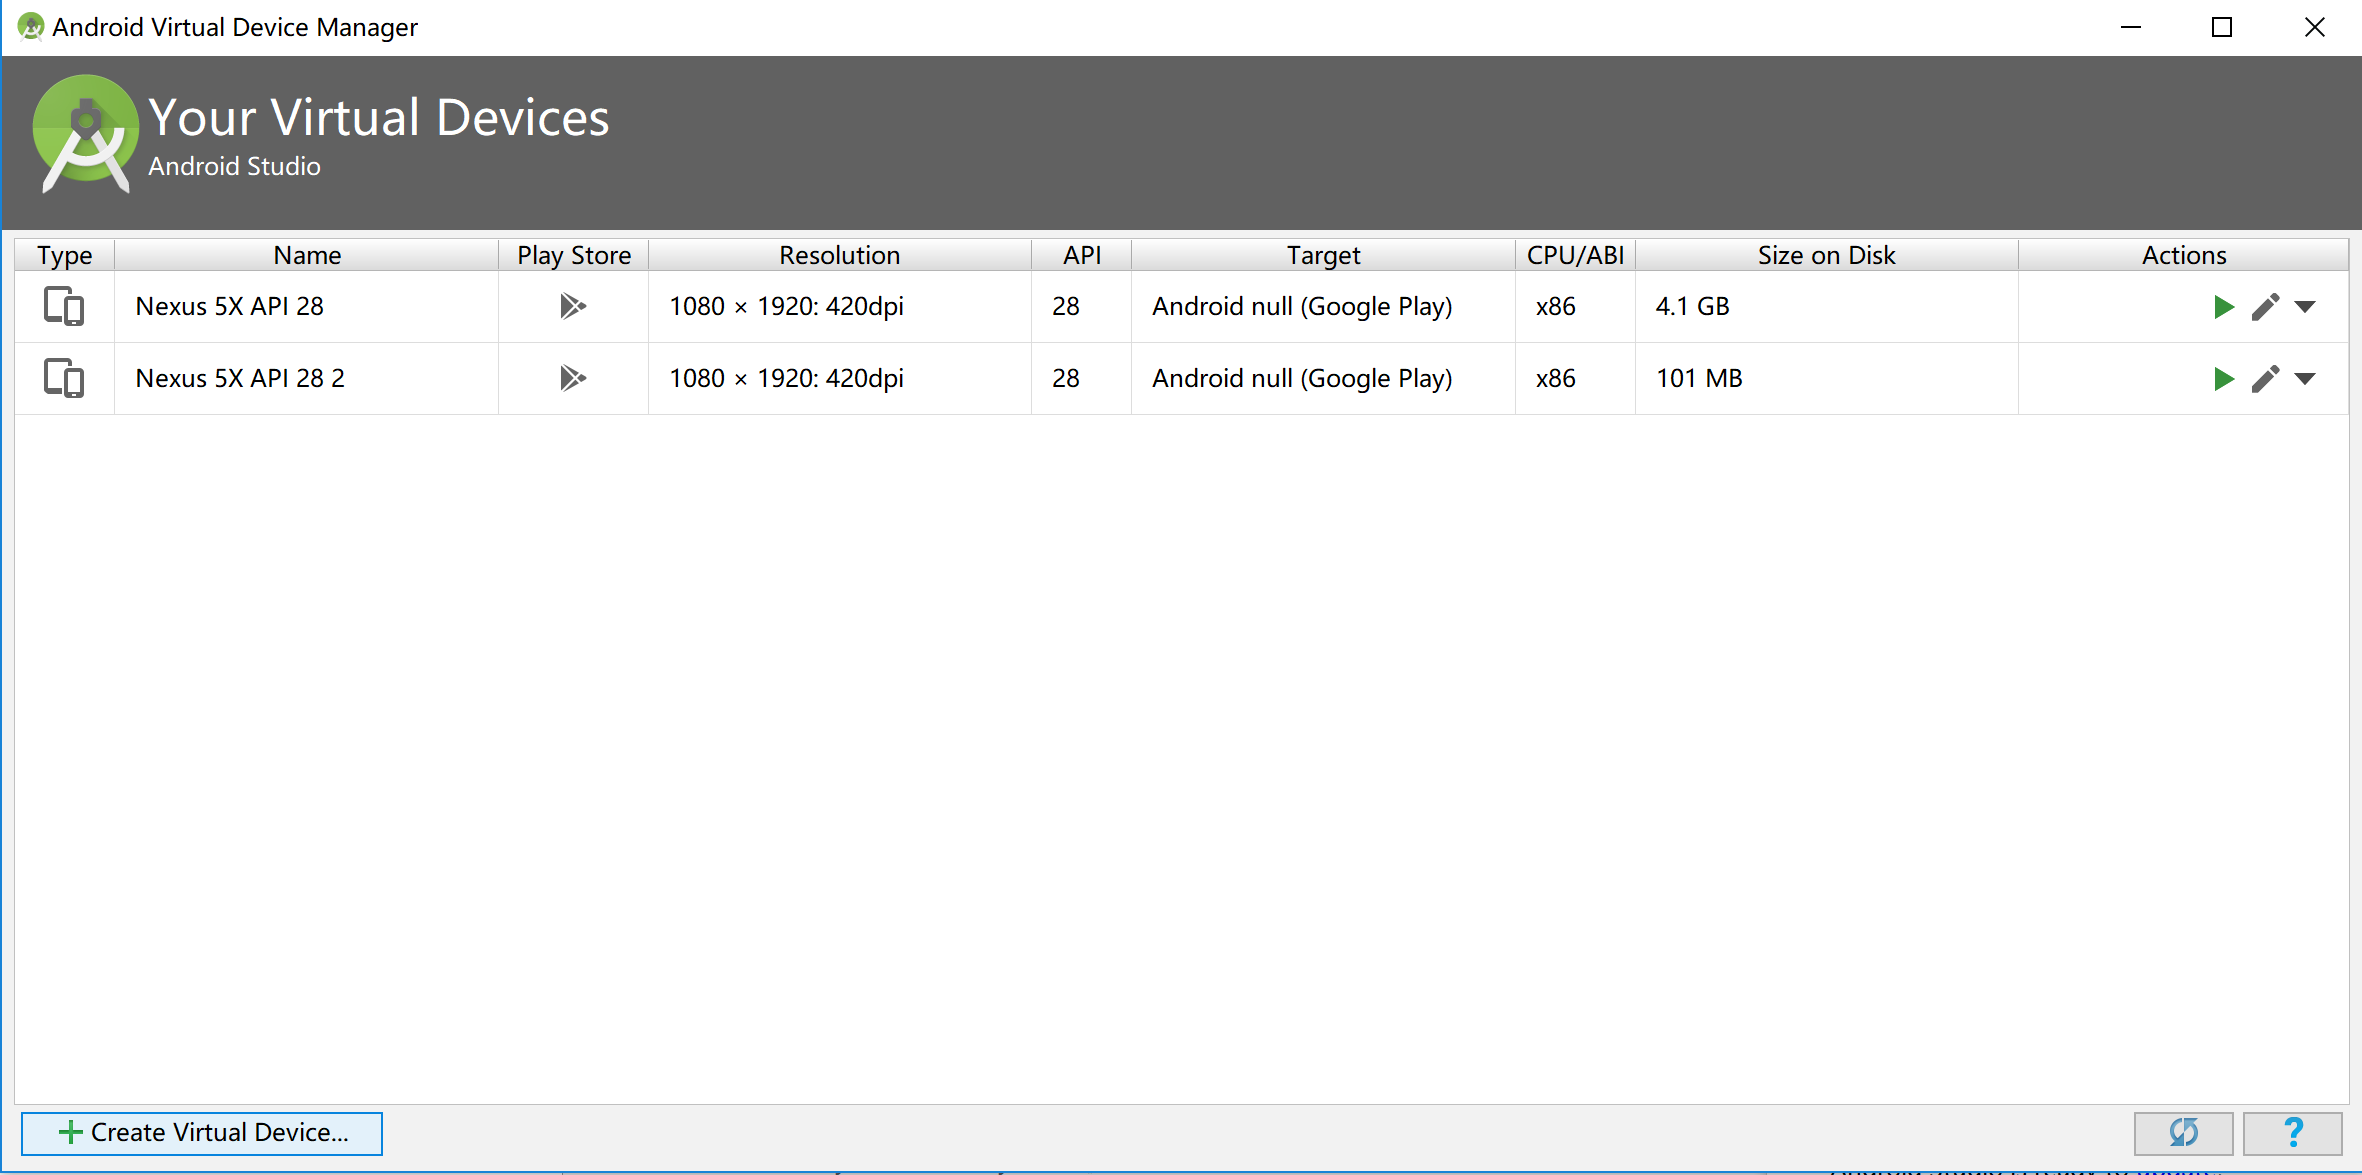 Android Virtual Device Manager
Your Virtual Devices
Android Studio
Type Name Play Store Resolution API Target CPU/ABI Size on Disk Actions
Nexus 5X API 28 1080 × 1920: 420dpi 28 Android null (Google Play) x86 4.1 GB
Nexus 5X API 28 2 1080 × 1920: 420dpi 28 Android null (Google Play) x86 101 MB
Create Virtual Device... ?